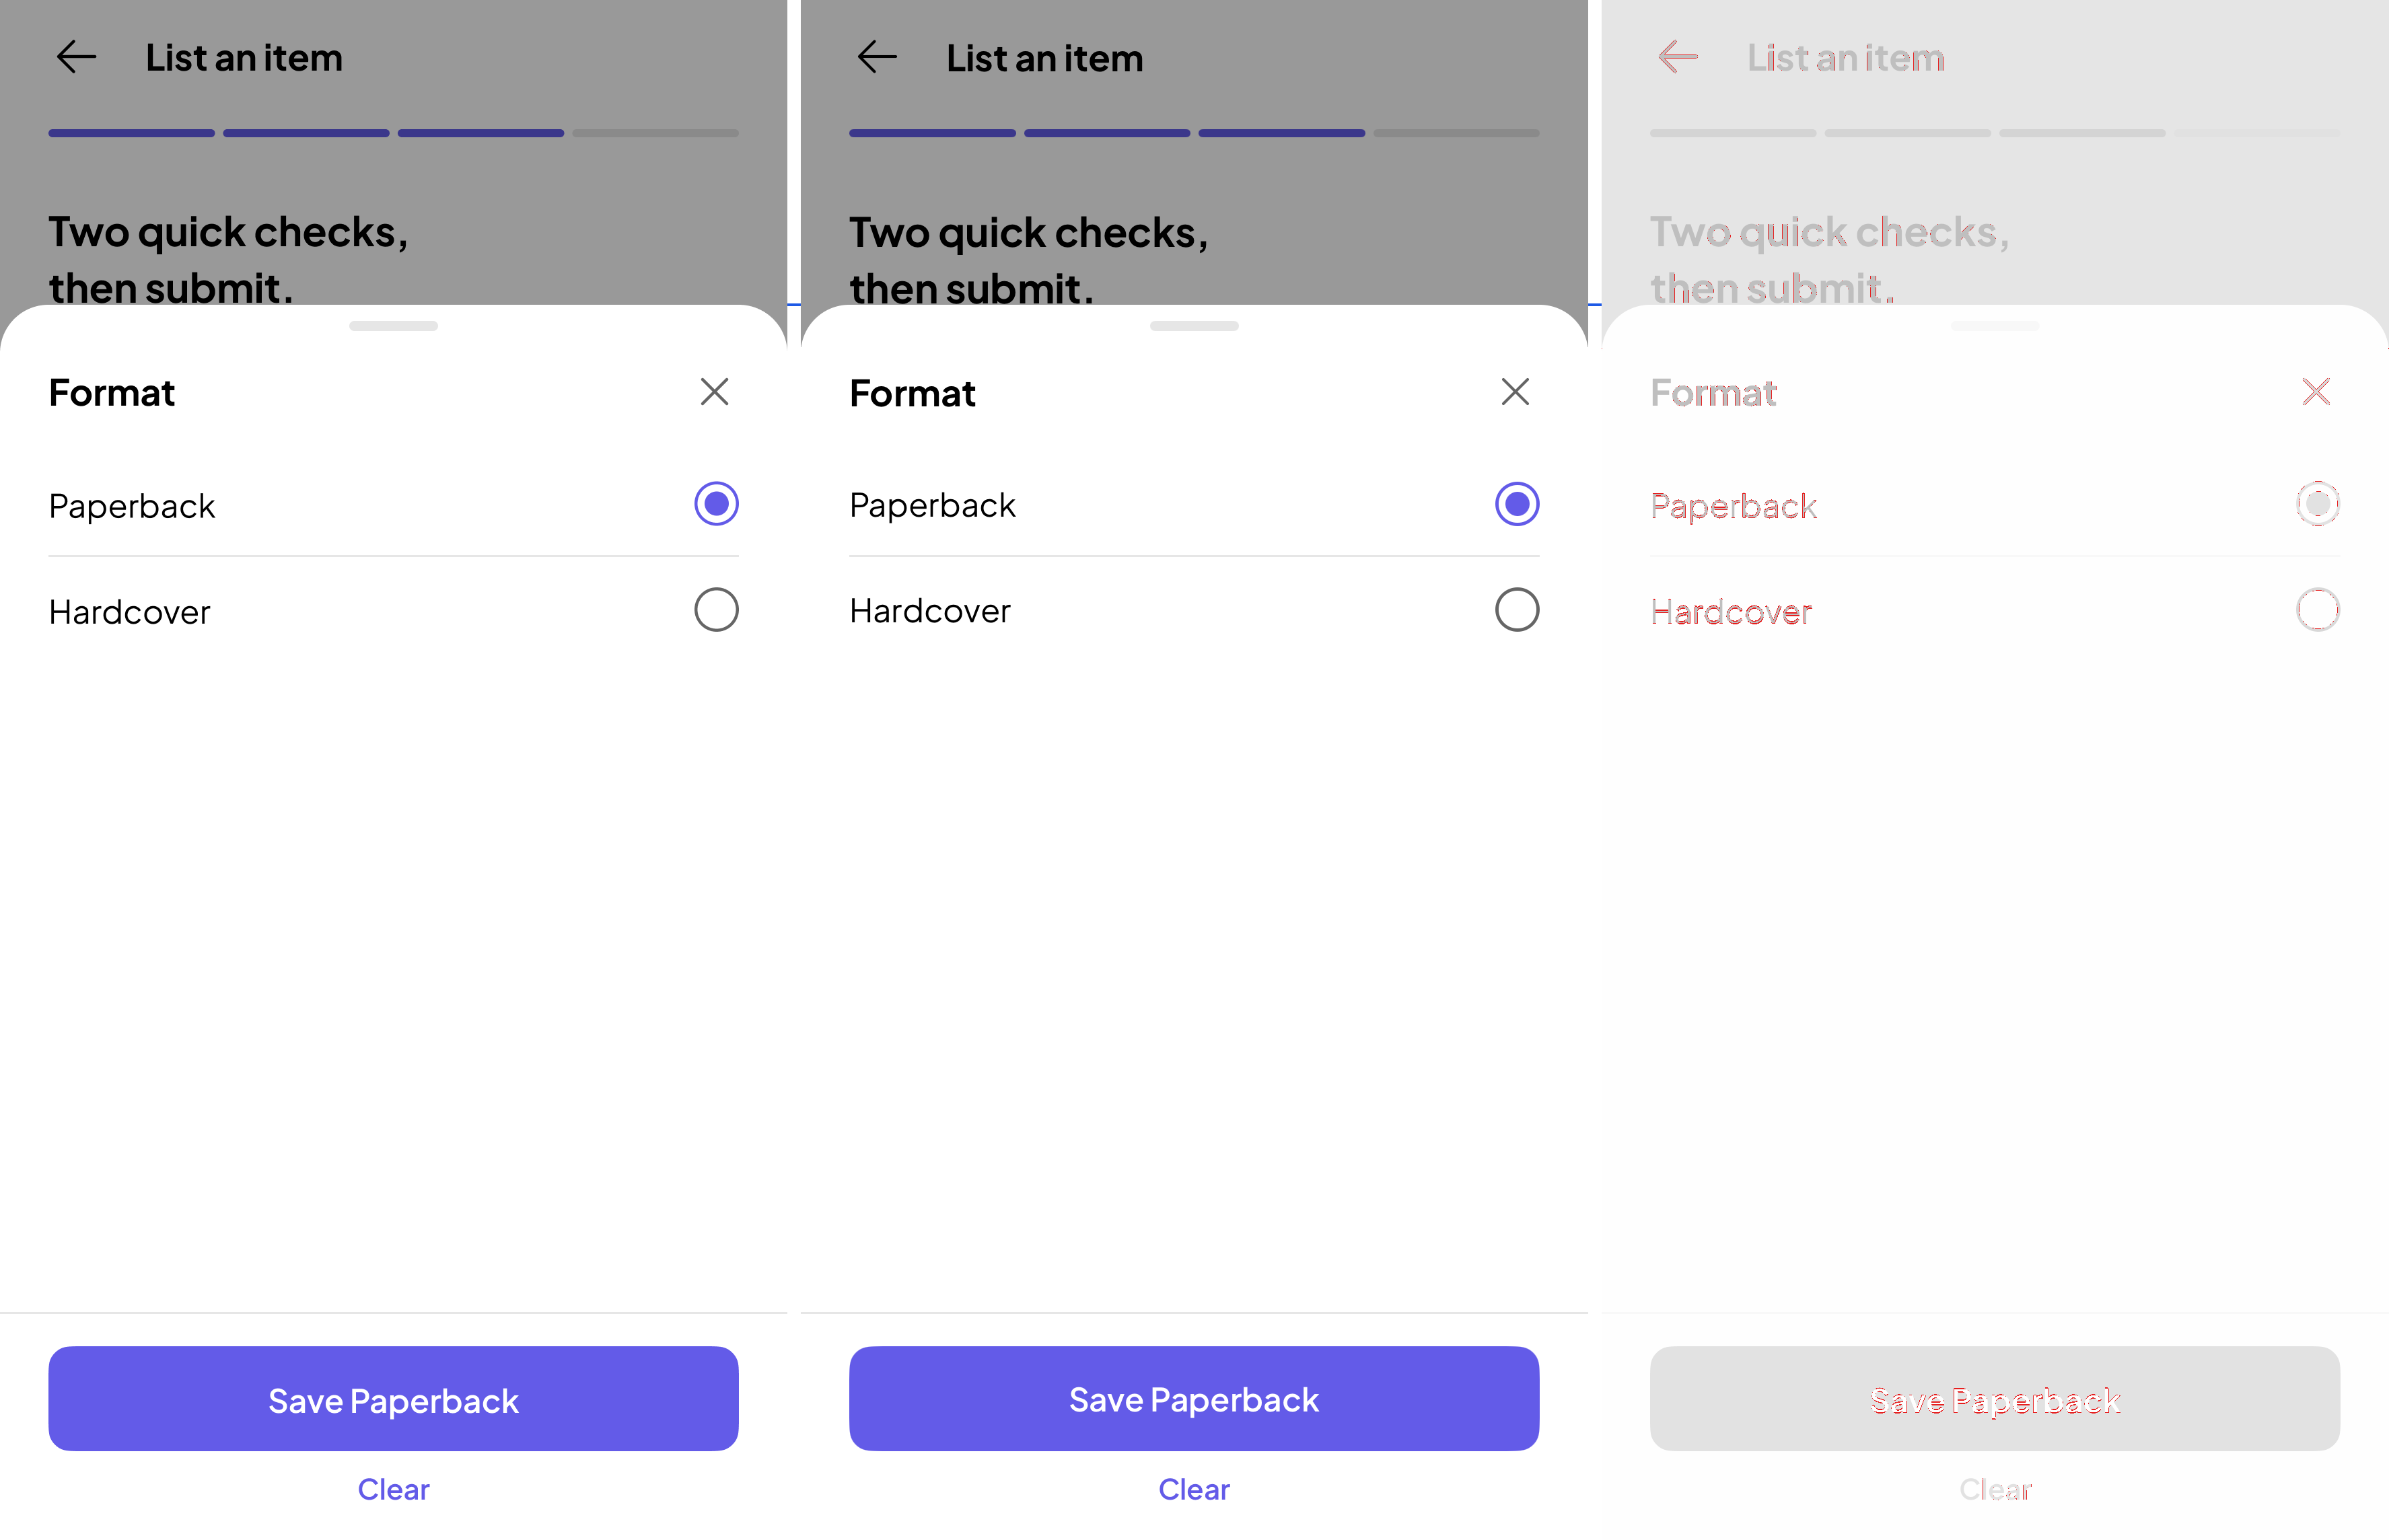 List an item
Two quick checks,
then submit.
Format
Paperback
Hardcover
Save Paperback
Clear
List an item
Two quick checks,
then submit.
Format
Paperback
Hardcover
Save Paperback
Clear
List an item
Two quick checks,
then submit.
Format
Paperback
Hardcover
Save Paperback
Clear